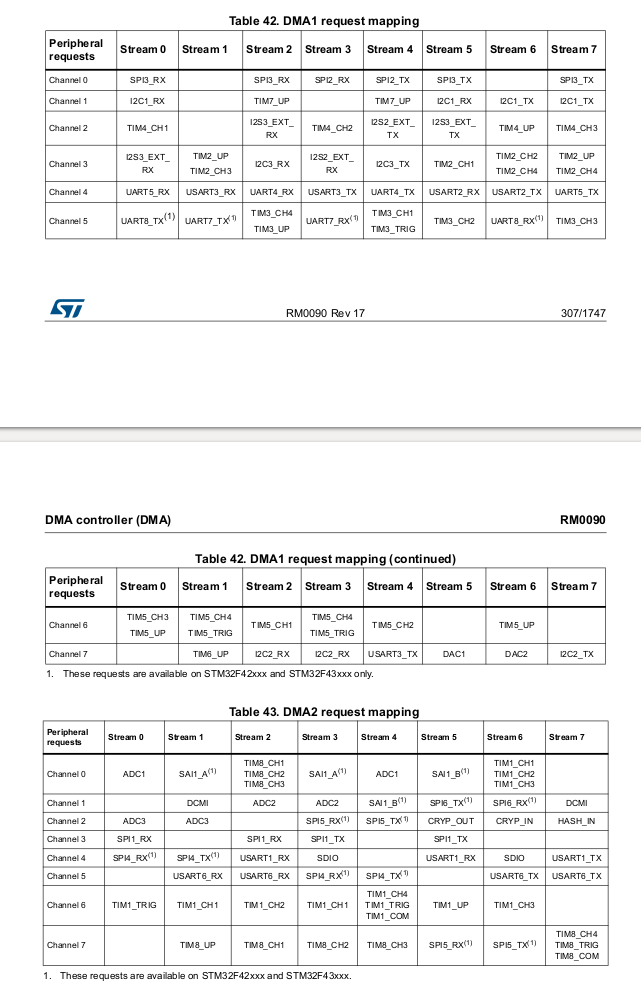 Table 42. DMA1 request mapping
Peripheral requests Stream 0 Stream 1 Stream 2 Stream 3 Stream 4 Stream 5 Stream 6 Stream 7
Channel 0 SPI3_RX SPI3_RX SPI2_RX SPI2_TX SPI3_TX SPI3_TX
Channel 1 I2C1_RX TIM7_UP TIM7_UP I2C1_RX I2C1_TX I2C1_TX
Channel 2 TIM4_CH1 I2S3_EXT_RX TIM4_CH2 I2S2_EXT_TX I2S3_EXT_TX TIM4_UP TIM4_CH3
Channel 3 I2S3_EXT_RX TIM2_UP TIM2_CH3 I2C3_RX I2S2_EXT_RX I2C3_TX TIM2_CH1 TIM2_CH2 TIM2_CH4 TIM2_UP TIM2_CH4
Channel 4 UART5_RX USART3_RX UART4_RX USART3_TX UART4_TX USART2_RX USART2_TX UART5_TX
Channel 5 UART8_TX(1) UART7_TX(1) TIM3_CH4 TIM3_UP UART7_RX(1) TIM3_CH1 TIM3_TRIG TIM3_CH2 UART8_RX(1) TIM3_CH3
ST RM0090 Rev 17 307/1747
DMA controller (DMA) RM0090
Table 42. DMA1 request mapping (continued)
Peripheral requests Stream 0 Stream 1 Stream 2 Stream 3 Stream 4 Stream 5 Stream 6 Stream 7
Channel 6 TIM5_CH3 TIM5_UP TIM5_CH4 TIM5_TRIG TIM5_CH1 TIM5_CH4 TIM5_TRIG TIM5_CH2 TIM5_UP
Channel 7 TIM6_UP I2C2_RX I2C2_RX USART3_TX DAC1 DAC2 I2C2_TX
1. These requests are available on STM32F42xxx and STM32F43xxx only.
Table 43. DMA2 request mapping
Peripheral requests Stream 0 Stream 1 Stream 2 Stream 3 Stream 4 Stream 5 Stream 6 Stream 7
Channel 0 ADC1 SAI1_A(1) TIM8_CH1 TIM8_CH2 TIM8_CH3 SAI1_A(1) ADC1 SAI1_B(1) TIM1_CH1 TIM1_CH2 TIM1_CH3
Channel 1 DCMI ADC2 ADC2 SAI1_B(1) SPI6_TX(1) SPI6_RX(1) DCMI
Channel 2 ADC3 ADC3 SPI5_RX(1) SPI5_TX(1) CRYP_OUT CRYP_IN HASH_IN
Channel 3 SPI1_RX SPI1_RX SPI1_TX SPI1_TX
Channel 4 SPI4_RX(1) SPI4_TX(1) USART1_RX SDIO USART1_RX SDIO USART1_TX
Channel 5 USART6_RX USART6_RX SPI4_RX(1) SPI4_TX(1) USART6_TX USART6_TX
Channel 6 TIM1_TRIG TIM1_CH1 TIM1_CH2 TIM1_CH1 TIM1_CH4 TIM1_TRIG TIM1_COM TIM1_UP TIM1_CH3
Channel 7 TIM8_UP TIM8_CH1 TIM8_CH2 TIM8_CH3 SPI5_RX(1) SPI5_TX(1) TIM8_CH4 TIM8_TRIG TIM8_COM
1. These requests are available on STM32F42xxx and STM32F43xxx.